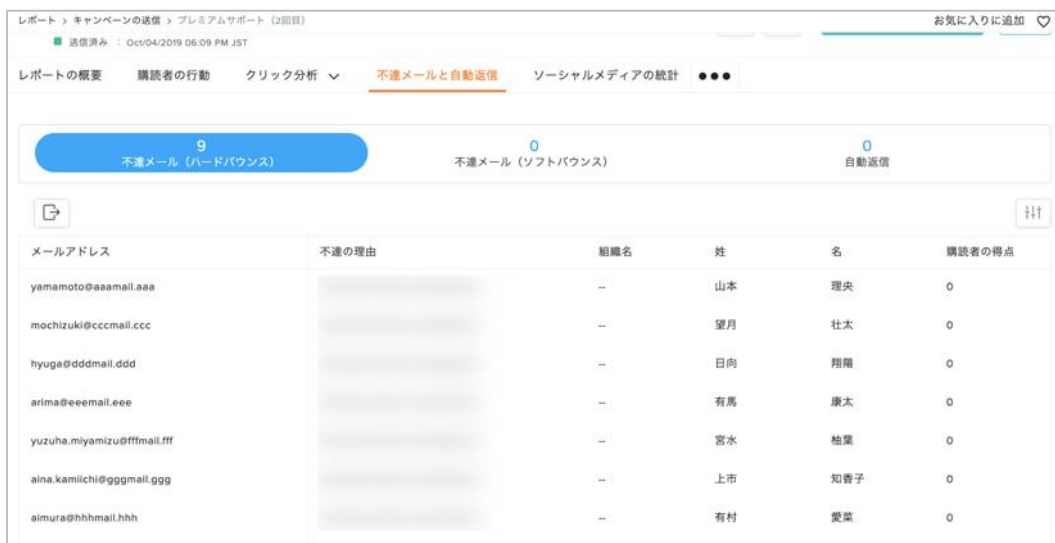 レポート > キャンペーンの送信 > プレミアムサポート（2回目） お気に入りに追加
送信済み : Oct/04/2019 06:09 PM JST
レポートの概要 購読者の行動 クリック分析 不達メールと自動返信 ソーシャルメディアの統計
9 0 0
不達メール（ハードバウンス） 不達メール（ソフトバウンス） 自動返信
メールアドレス 不達の理由 組織名 姓 名 購読者の得点
yamamoto@aaamail.aaa -- 山本 理央 0
mochizuki@cccmail.ccc -- 望月 壮太 0
hyuga@dddmail.ddd -- 日向 翔陽 0
arima@eeemail.eee -- 有馬 康太 0
yuzuha.miyamizu@fffmail.fff -- 宮水 柚葉 0
aina.kamiichi@gggmail.ggg -- 上市 知香子 0
aimura@hhhmail.hhh -- 有村 愛菜 0